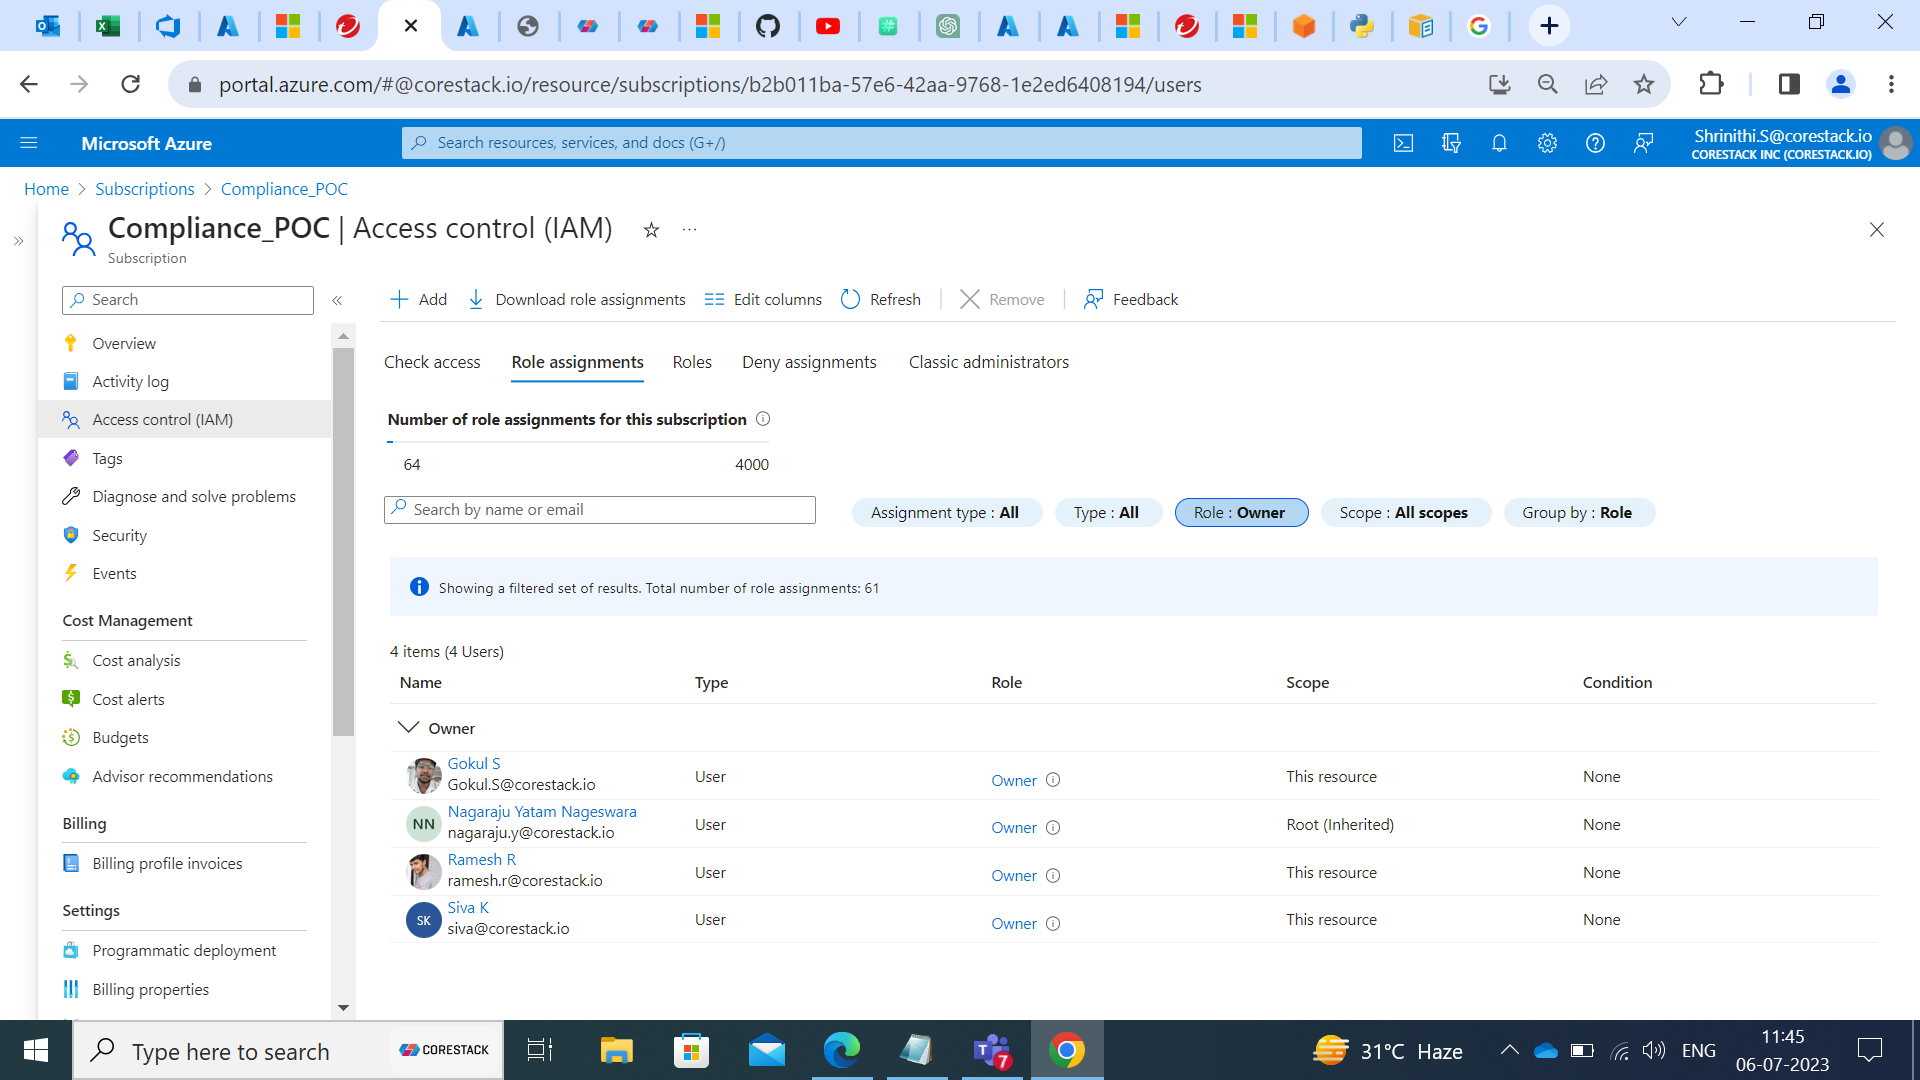 portal.azure.com/#@corestack.io/resource/subscriptions/b2b011ba-57e6-42aa-9768-1e2ed6408194/users
Microsoft Azure
Search resources, services, and docs (G+/)
Shrinithi.S@corestack.io
CORESTACK INC (CORESTACK.IO)
Home > Subscriptions > Compliance_POC
Compliance_POC | Access control (IAM)
Subscription
Search
Overview
Activity log
Access control (IAM)
Tags
Diagnose and solve problems
Security
Events
Cost Management
Cost analysis
Cost alerts
Budgets
Advisor recommendations
Billing
Billing profile invoices
Settings
Programmatic deployment
Billing properties
Add Download role assignments Edit columns Refresh Remove Feedback
Check access Role assignments Roles Deny assignments Classic administrators
Number of role assignments for this subscription
64 4000
Search by name or email
Assignment type : All Type : All Role : Owner Scope : All scopes Group by : Role
Showing a filtered set of results. Total number of role assignments: 61
4 items (4 Users)
Name Type Role Scope Condition
Owner
Gokul S
Gokul.S@corestack.io User Owner This resource None
NN Nagaraju Yatam Nageswara
nagaraju.y@corestack.io User Owner Root (Inherited) None
Ramesh R
ramesh.r@corestack.io User Owner This resource None
SK Siva K
siva@corestack.io User Owner This resource None
Type here to search
CORESTACK
7
31°C Haze
ENG
11:45
06-07-2023